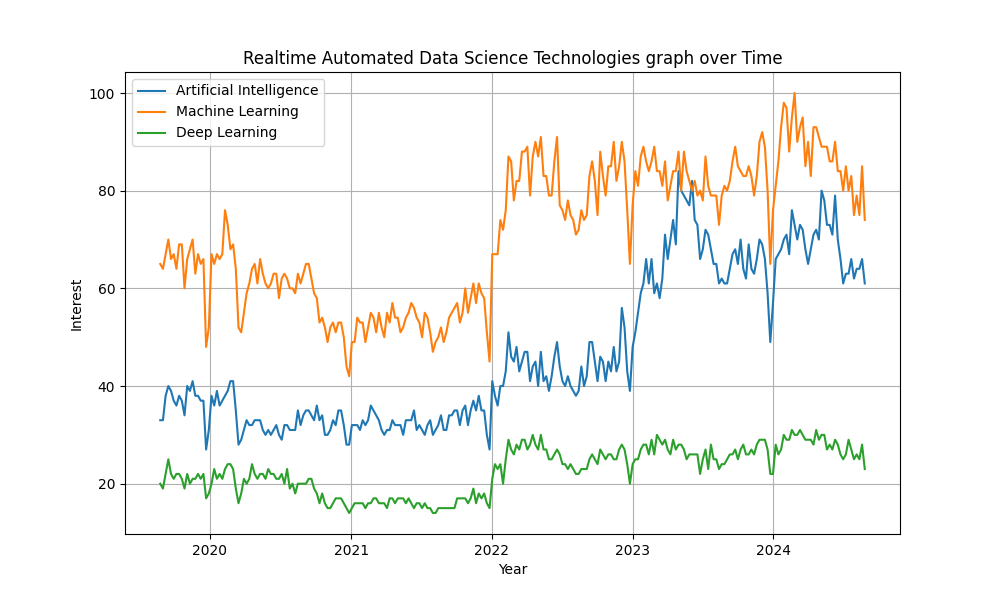 Realtime Automated Data Science Technologies graph over Time
Artificial Intelligence
Machine Learning
Deep Learning
100
80
60
40
20
Interest
2020 2021 2022 2023 2024
Year